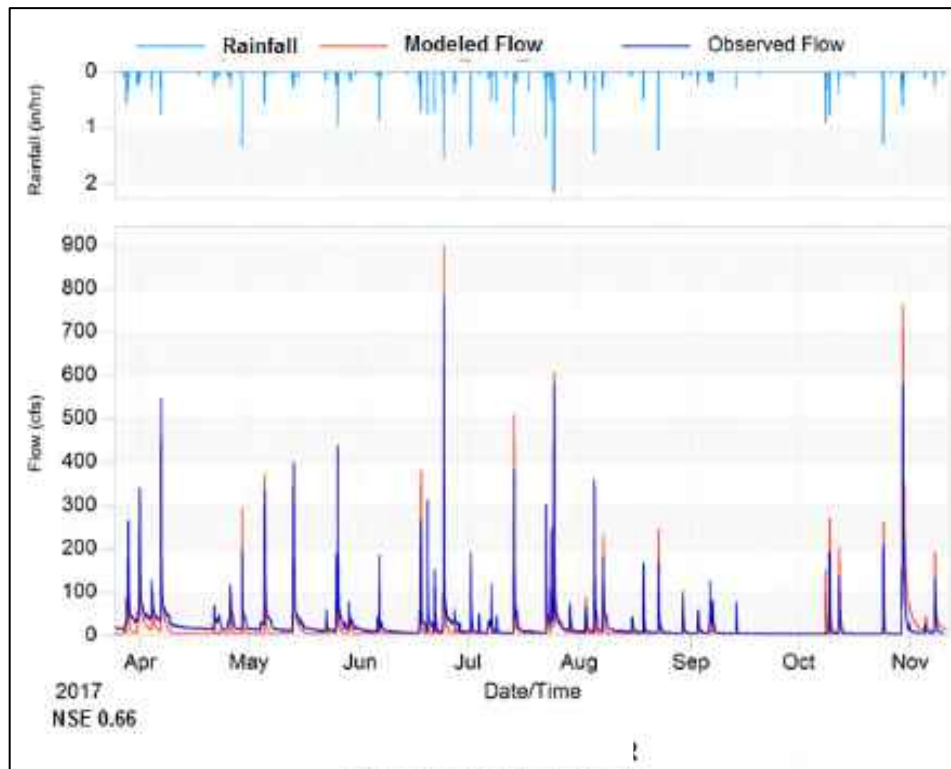 Rainfall Modeled Flow Observed Flow
0
1
2
Rainfall (in/hr)
900
800
700
600
500
400
300
200
100
0
Flow (cfs)
Apr May Jun Jul Aug Sep Oct Nov
2017
Date/Time
NSE 0.66